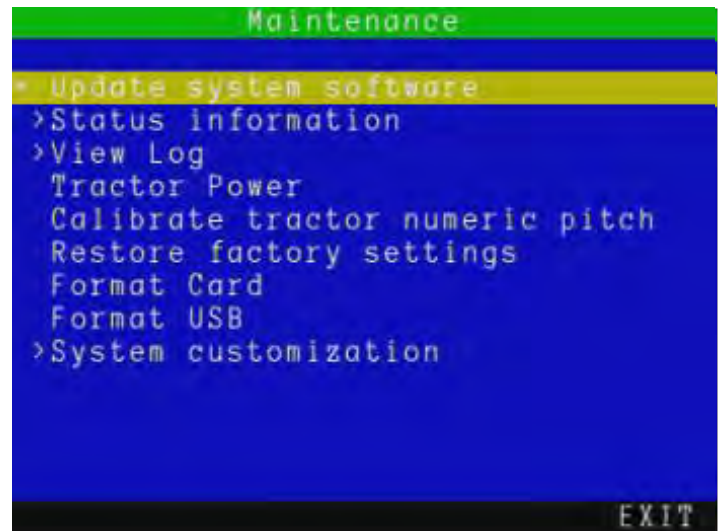 Maintenance
* Update system software
>Status information
>View Log
Tractor Power
Calibrate tractor numeric pitch
Restore factory settings
Format Card
Format USB
>System customization
EXIT